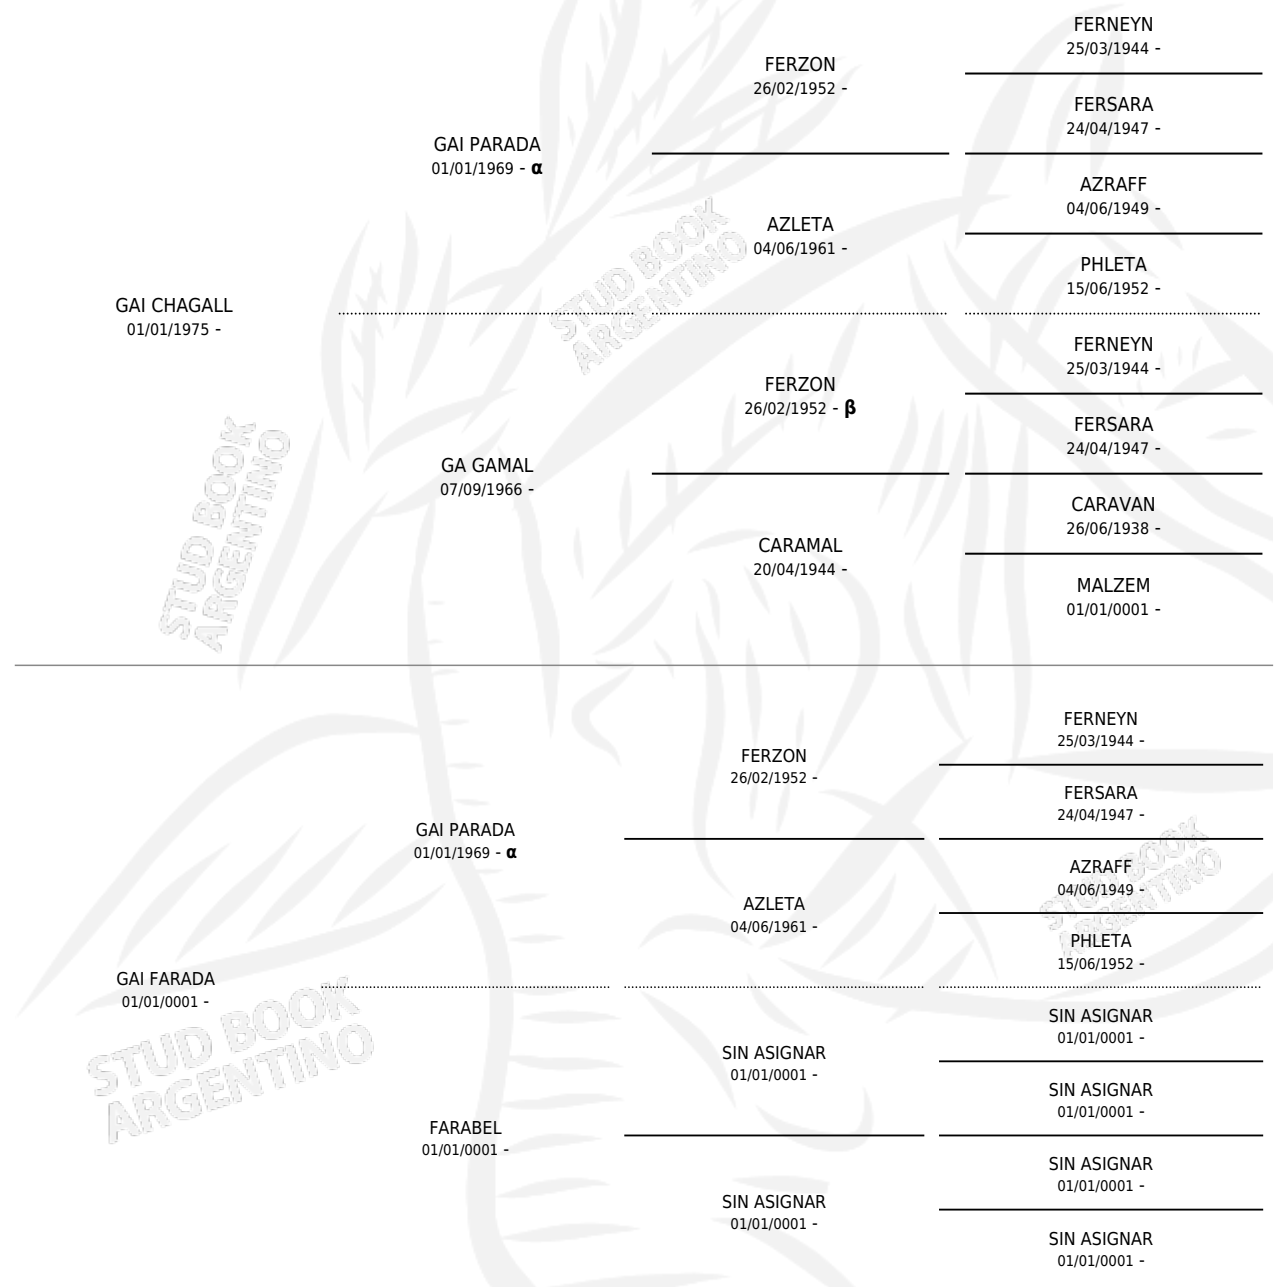 FERNEYN
25/03/1944 -
FERZON
26/02/1952 -
FERSARA
24/04/1947 -
GAI PARADA
01/01/1969 - α
AZRAFF
04/06/1949 -
AZLETA
04/06/1961 -
PHLETA
15/06/1952 -
GAI CHAGALL
01/01/1975 -
STUD BOOK
ARGENTINO
FERNEYN
25/03/1944 -
FERZON
26/02/1952 - β
FERSARA
24/04/1947 -
GA GAMAL
07/09/1966 -
CARAVAN
26/06/1938 -
CARAMAL
20/04/1944 -
MALZEM
01/01/0001 -
STUD BOOK
ARGENTINO
FERNEYN
25/03/1944 -
FERZON
26/02/1952 -
FERSARA
24/04/1947 -
GAI PARADA
01/01/1969 - α
AZRAFF
04/06/1949 -
AZLETA
04/06/1961 -
PHLETA
15/06/1952 -
STUD BOOK
ARGENTINO
GAI FARADA
01/01/0001 -
SIN ASIGNAR
01/01/0001 -
SIN ASIGNAR
01/01/0001 -
SIN ASIGNAR
01/01/0001 -
STUD BOOK
ARGENTINO
FARABEL
01/01/0001 -
SIN ASIGNAR
01/01/0001 -
SIN ASIGNAR
01/01/0001 -
SIN ASIGNAR
01/01/0001 -